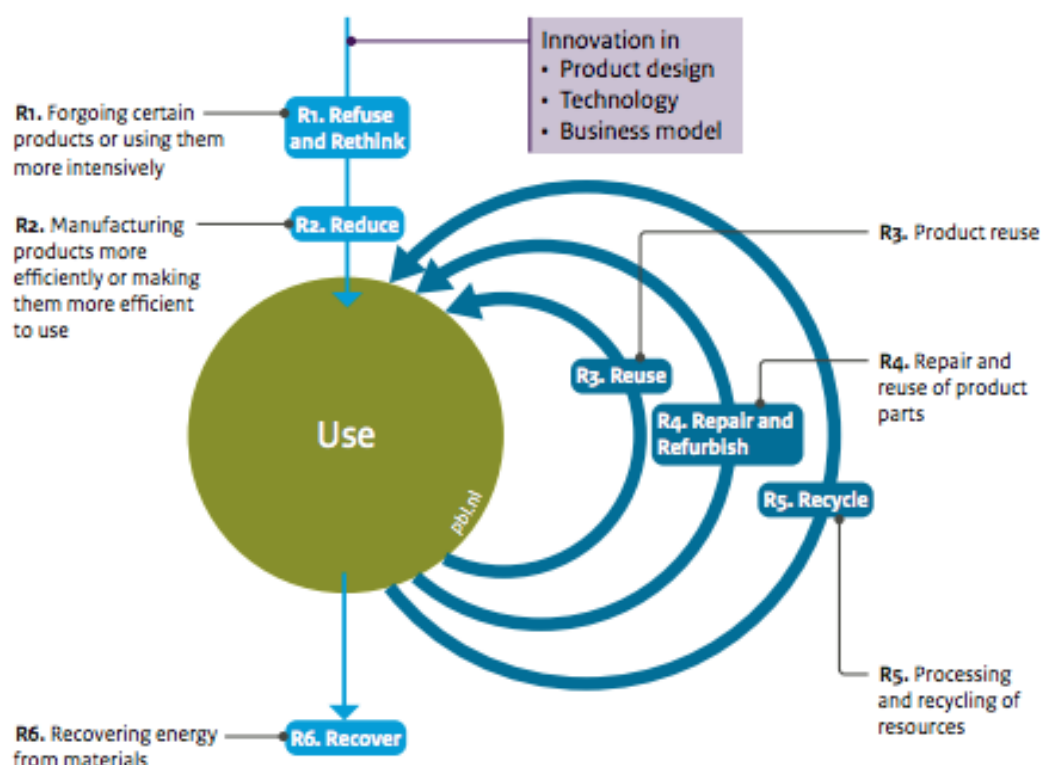 Innovation in
• Product design
• Technology
• Business model
R1. Forgoing certain
products or using them
more intensively
R1. Refuse
and Rethink
R2. Manufacturing
products more
efficiently or making
them more efficient
to use
R2. Reduce
R3. Product reuse
R3. Reuse
R4. Repair and
reuse of product
parts
R4. Repair and
Refurbish
Use
pbl.nl
R5. Recycle
R5. Processing
and recycling of
resources
R6. Recovering energy
from materials
R6. Recover